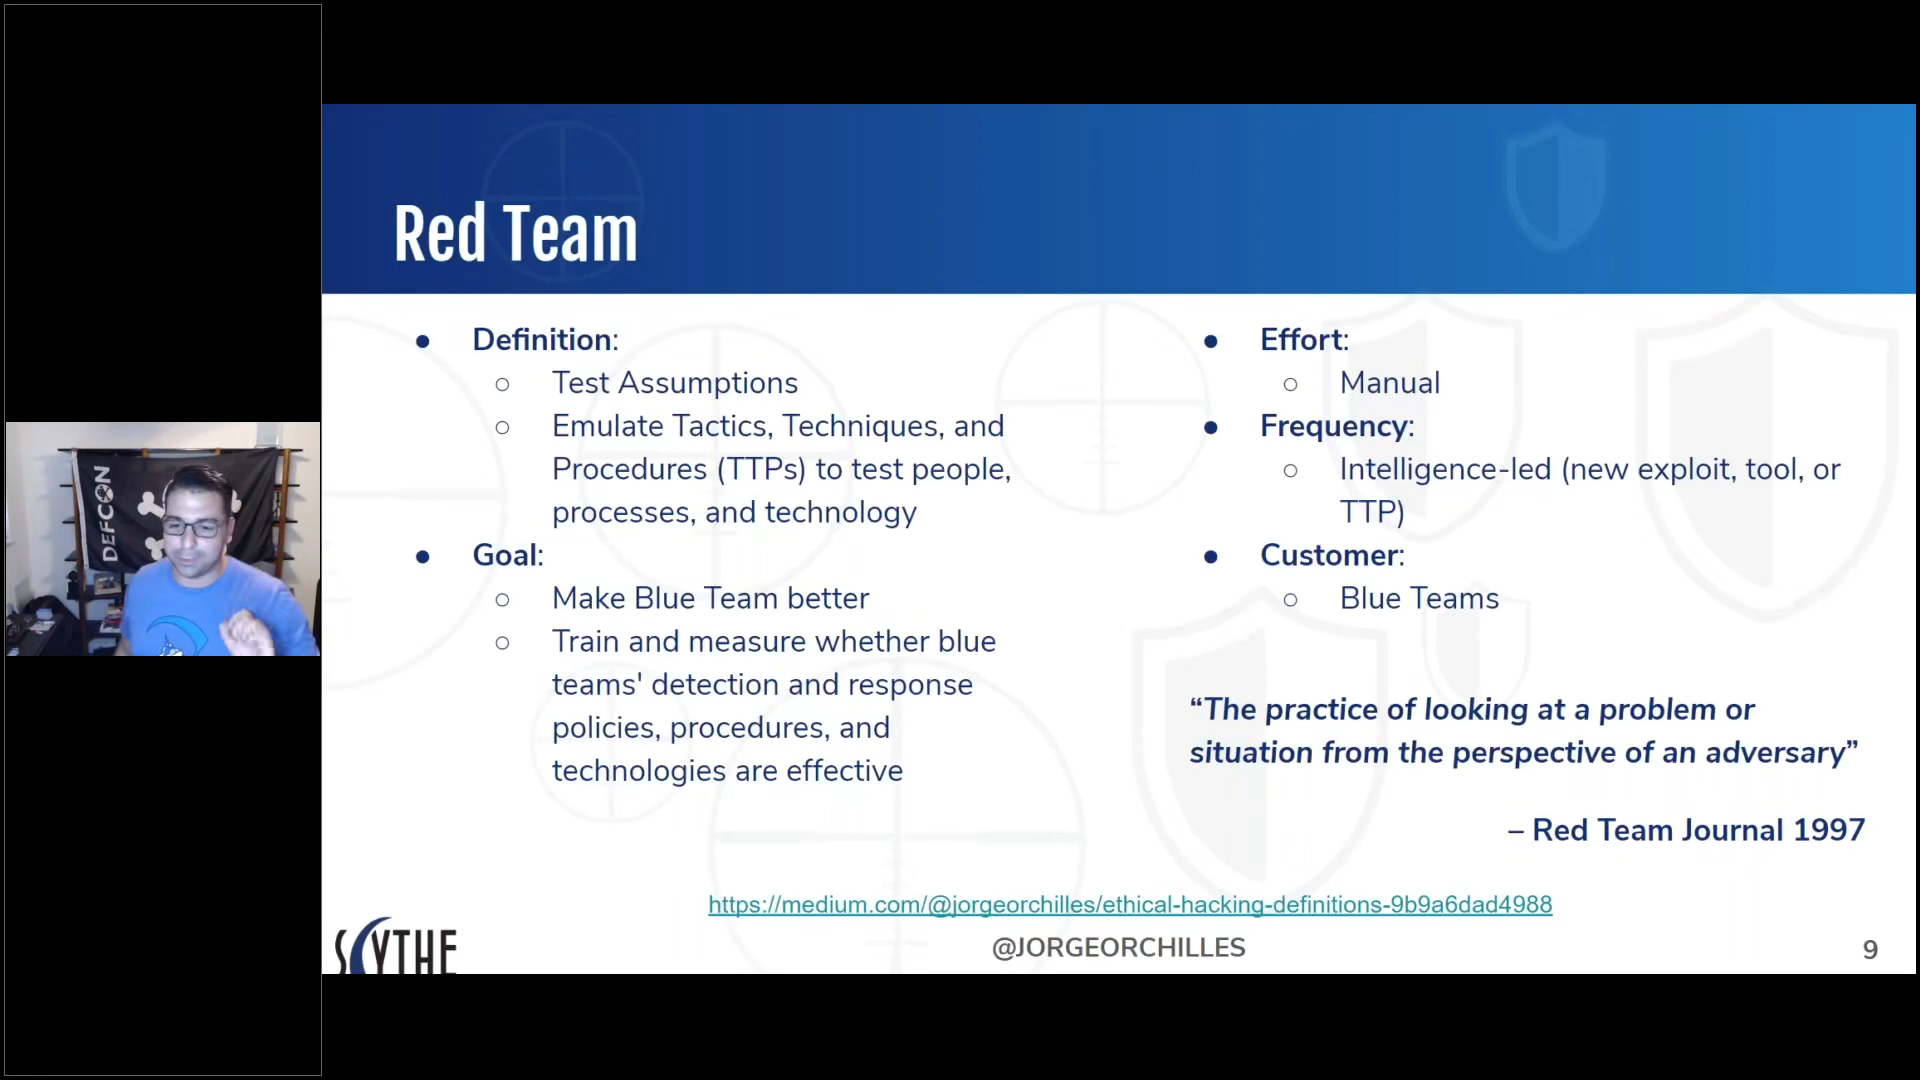 Red Team
● Definition:
○ Test Assumptions
○ Emulate Tactics, Techniques, and
Procedures (TTPs) to test people,
processes, and technology
● Goal:
○ Make Blue Team better
○ Train and measure whether blue
teams' detection and response
policies, procedures, and
technologies are effective
● Effort:
○ Manual
● Frequency:
○ Intelligence-led (new exploit, tool, or
TTP)
● Customer:
○ Blue Teams
“The practice of looking at a problem or
situation from the perspective of an adversary”
– Red Team Journal 1997
https://medium.com/@jorgeorchilles/ethical-hacking-definitions-9b9a6dad4988
SCYTHE
@JORGEORCHILLES
9
DEFCON